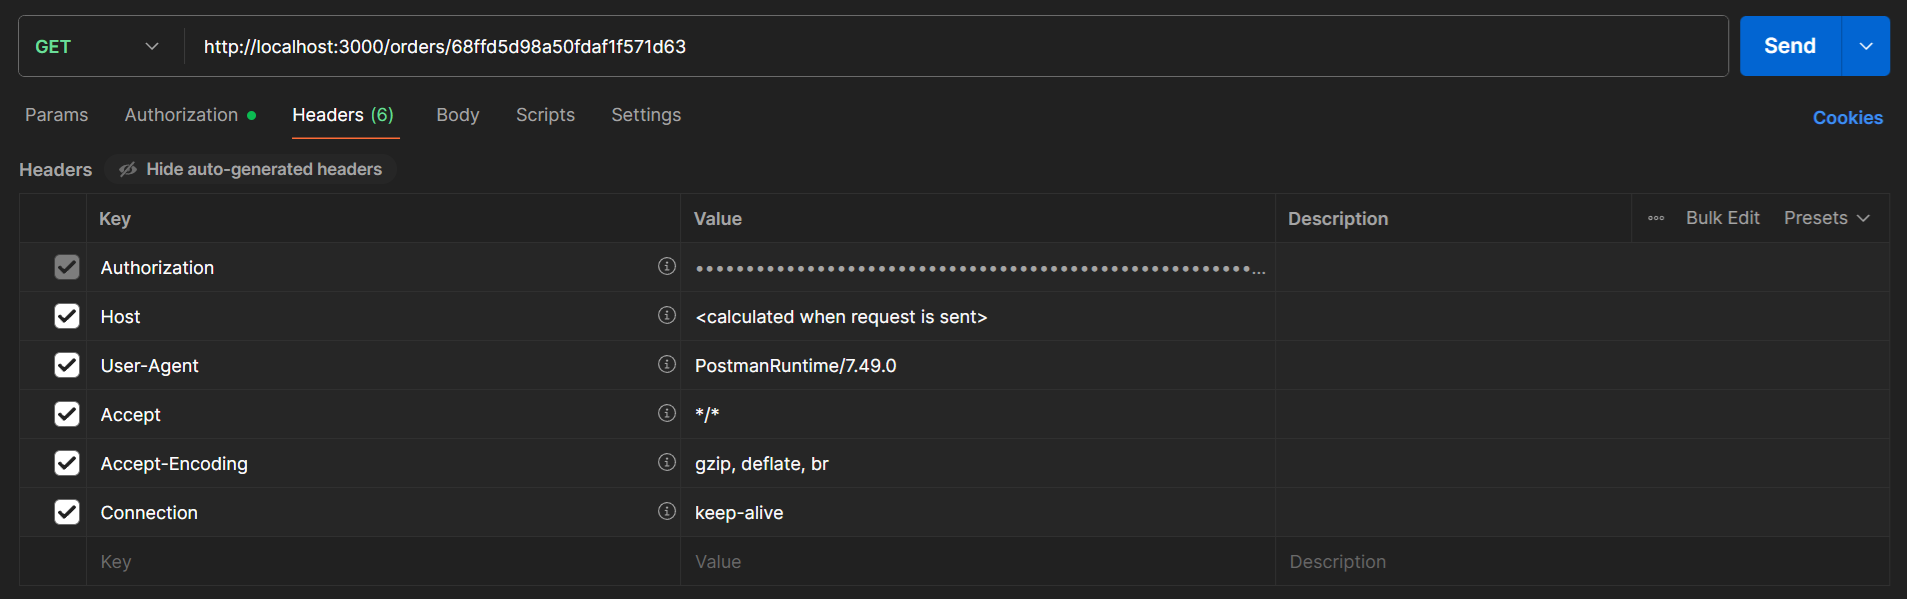 GET http://localhost:3000/orders/68ffd5d98a50fdaf1f571d63 Send
Params Authorization Headers (6) Body Scripts Settings Cookies
Headers Hide auto-generated headers
Key Value Description Bulk Edit Presets
Authorization ••••••••••••••••••••••••••••••••••••••••••••••••••••••••...
Host <calculated when request is sent>
User-Agent PostmanRuntime/7.49.0
Accept */*
Accept-Encoding gzip, deflate, br
Connection keep-alive
Key Value Description